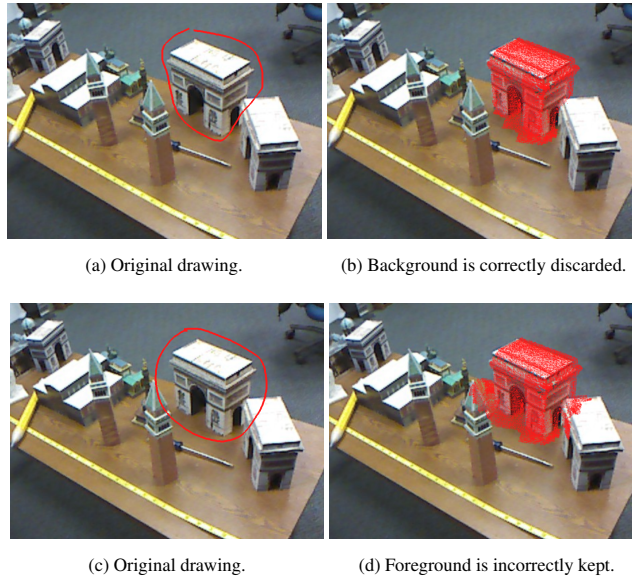 (a) Original drawing.
(b) Background is correctly discarded.
(c) Original drawing.
(d) Foreground is incorrectly kept.